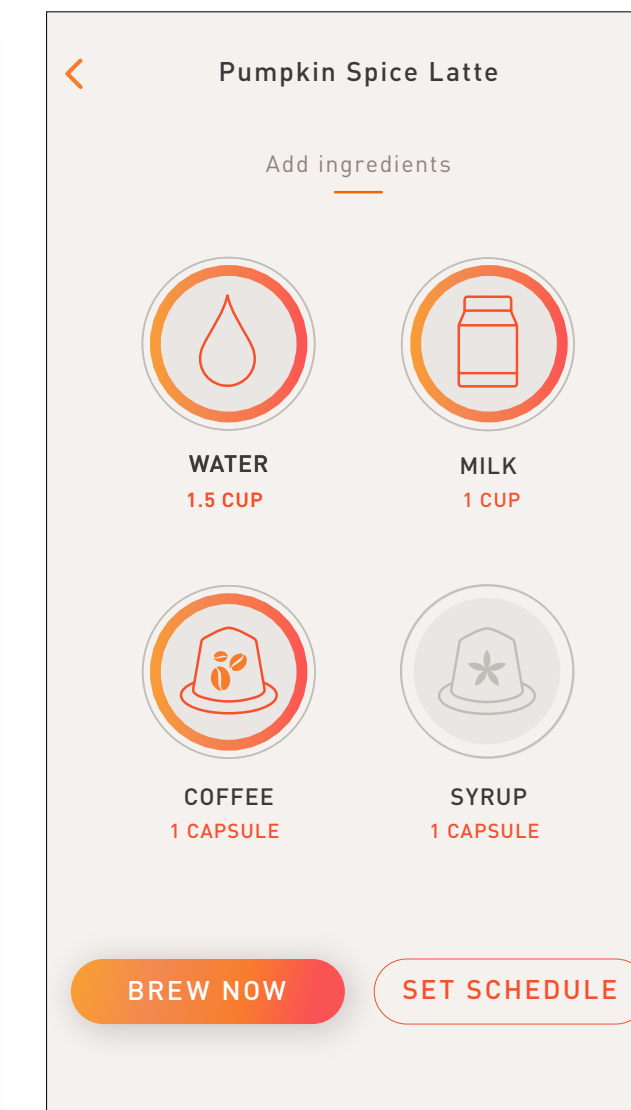 Pumpkin Spice Latte
Add ingredients
WATER
1.5 CUP
MILK
1 CUP
COFFEE
1 CAPSULE
SYRUP
1 CAPSULE
BREW NOW
SET SCHEDULE